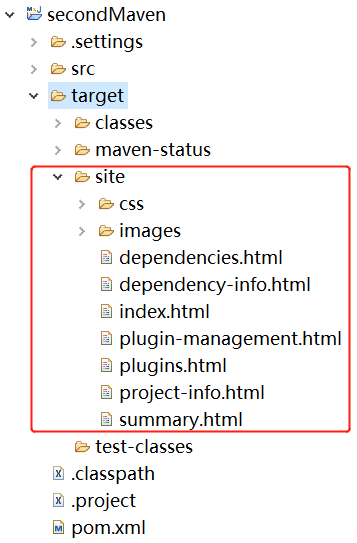 secondMaven
.settings
src
target
classes
maven-status
site
css
images
dependencies.html
dependency-info.html
index.html
plugin-management.html
plugins.html
project-info.html
summary.html
test-classes
.classpath
.project
pom.xml